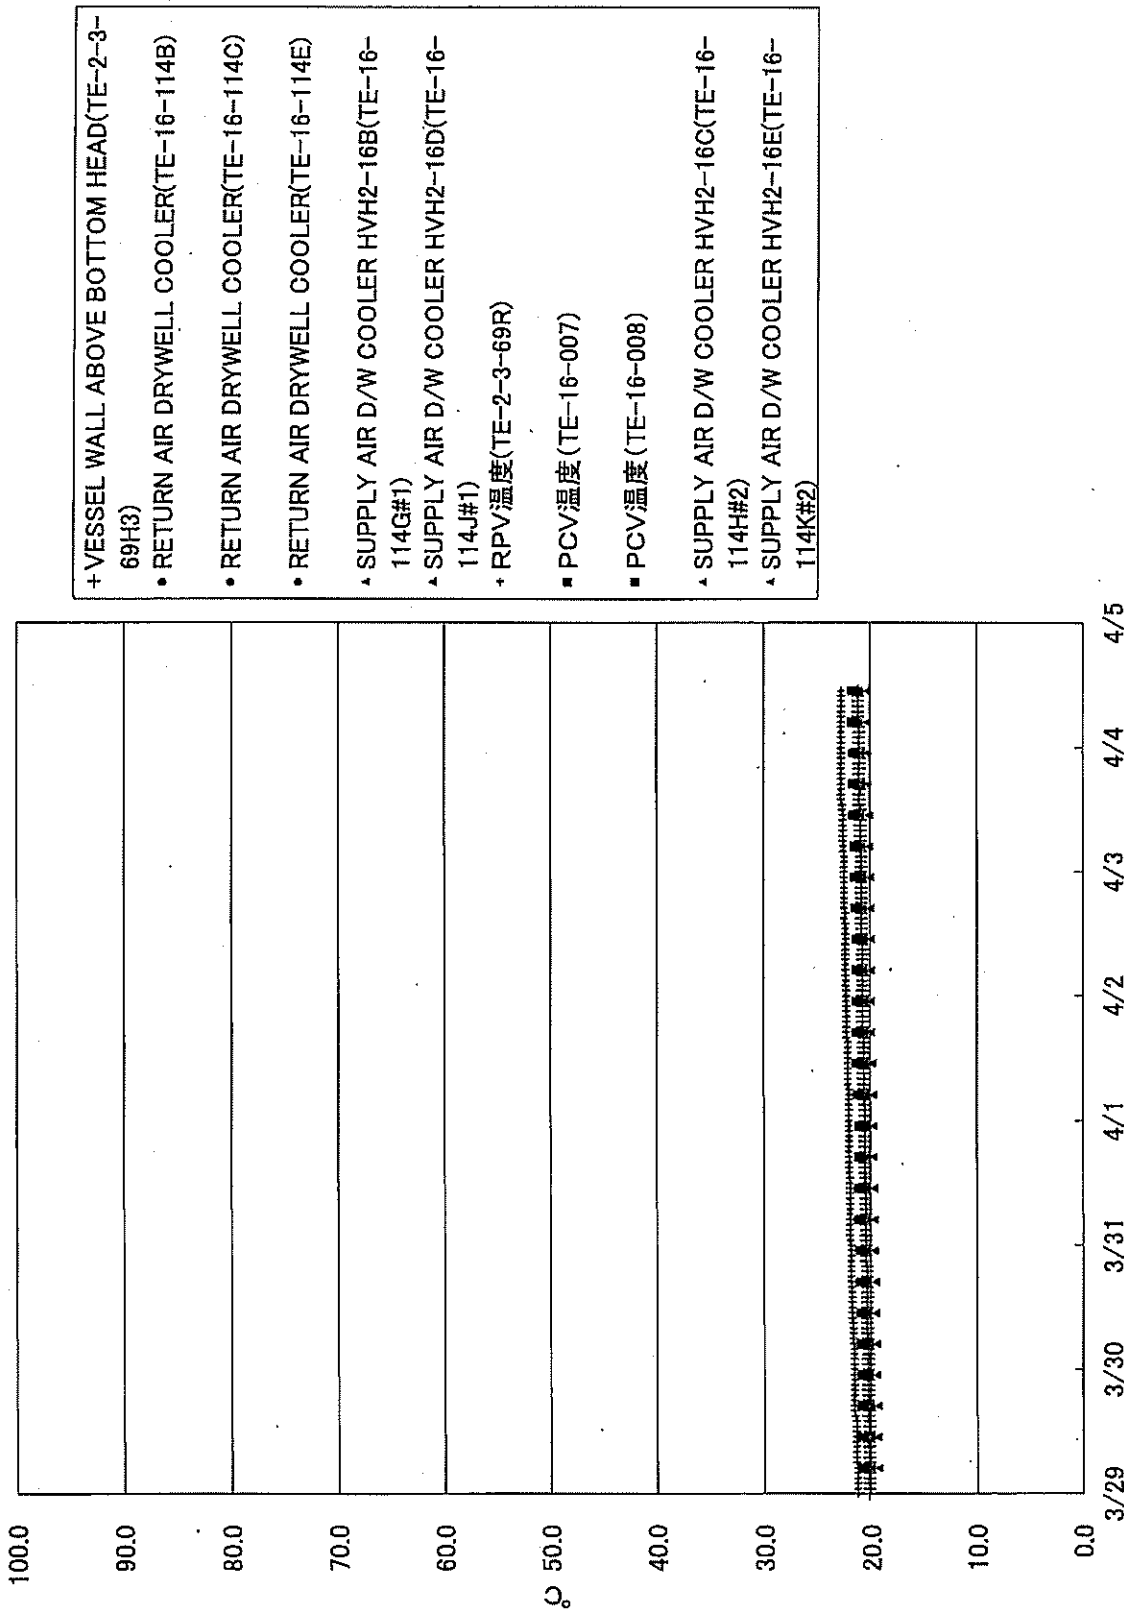 100.0
90.0
80.0
70.0
60.0
50.0
40.0
30.0
20.0
10.0
0.0
℃
3/29 3/30 3/31 4/1 4/2 4/3 4/4 4/5
+ VESSEL WALL ABOVE BOTTOM HEAD(TE-2-3-
69H3)
• RETURN AIR DRYWELL COOLER(TE-16-114B)
• RETURN AIR DRYWELL COOLER(TE-16-114C)
• RETURN AIR DRYWELL COOLER(TE-16-114E)
▲ SUPPLY AIR D/W COOLER HVH2-16B(TE-16-
114G#1)
▲ SUPPLY AIR D/W COOLER HVH2-16D(TE-16-
114J#1)
+ RPV温度(TE-2-3-69R)
■ PCV温度(TE-16-007)
■ PCV温度(TE-16-008)
▲ SUPPLY AIR D/W COOLER HVH2-16C(TE-16-
114H#2)
▲ SUPPLY AIR D/W COOLER HVH2-16E(TE-16-
114K#2)